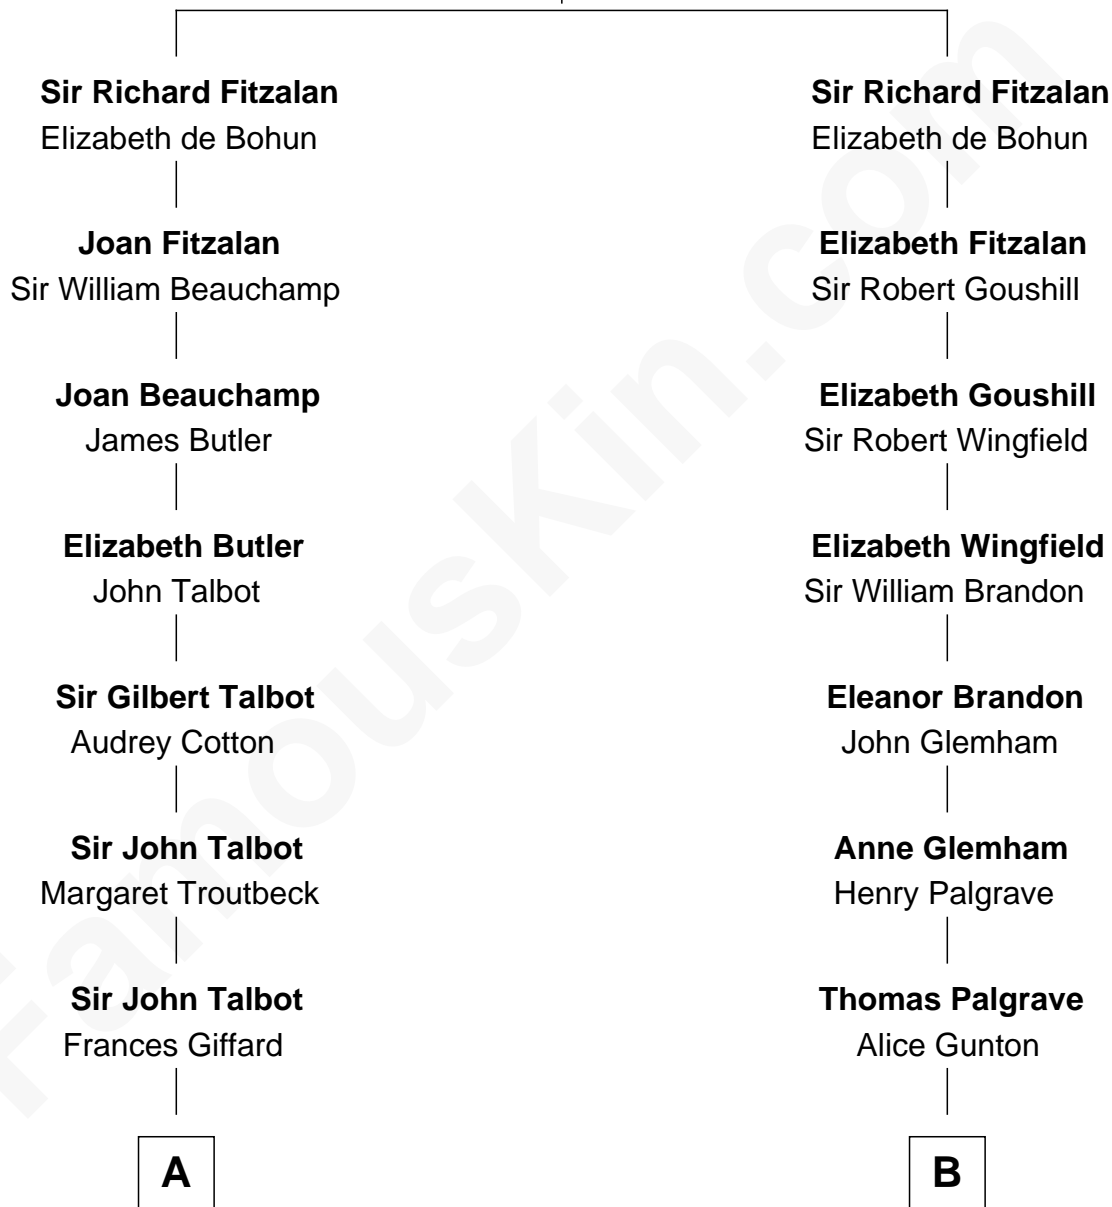 Sir Richard Fitzalan
Elizabeth de Bohun
Joan Fitzalan
Sir William Beauchamp
Joan Beauchamp
James Butler
Elizabeth Butler
John Talbot
Sir Gilbert Talbot
Audrey Cotton
Sir John Talbot
Margaret Troutbeck
Sir John Talbot
Frances Giffard
A
Sir Richard Fitzalan
Elizabeth de Bohun
Elizabeth Fitzalan
Sir Robert Goushill
Elizabeth Goushill
Sir Robert Wingfield
Elizabeth Wingfield
Sir William Brandon
Eleanor Brandon
John Glemham
Anne Glemham
Henry Palgrave
Thomas Palgrave
Alice Gunton
B
FamousKin.com